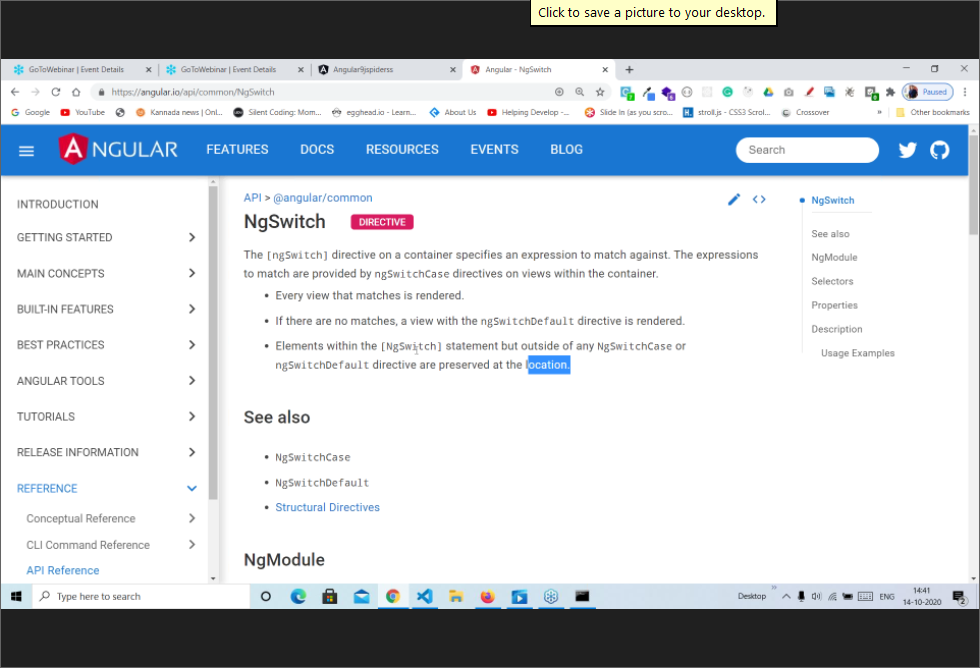 Click to save a picture to your desktop.
GoToWebinar | Event Details
GoToWebinar | Event Details
Angular9jspiderss
Angular - NgSwitch
https://angular.io/api/common/NgSwitch
Paused
Google
YouTube
Kannada news | Onl...
Silent Coding: Mom...
egghead.io - Learn...
About Us
Helping Develop -...
Slide in (as you scro...
stroll.js - CSS3 Scroll...
Crossover
»
Other bookmarks
ANGULAR
FEATURES
DOCS
RESOURCES
EVENTS
BLOG
Search
INTRODUCTION
GETTING STARTED
MAIN CONCEPTS
BUILT-IN FEATURES
BEST PRACTICES
ANGULAR TOOLS
TUTORIALS
RELEASE INFORMATION
REFERENCE
Conceptual Reference
CLI Command Reference
API Reference
API > @angular/common
NgSwitch DIRECTIVE
The [ngSwitch] directive on a container specifies an expression to match against. The expressions
to match are provided by ngSwitchCase directives on views within the container.
• Every view that matches is rendered.
• If there are no matches, a view with the ngSwitchDefault directive is rendered.
• Elements within the [NgSwitch] statement but outside of any NgSwitchCase or
ngSwitchDefault directive are preserved at the location.
See also
• NgSwitchCase
• NgSwitchDefault
• Structural Directives
NgModule
NgSwitch
See also
NgModule
Selectors
Properties
Description
Usage Examples
Type here to search
Desktop
ENG
14:41
14-10-2020
2